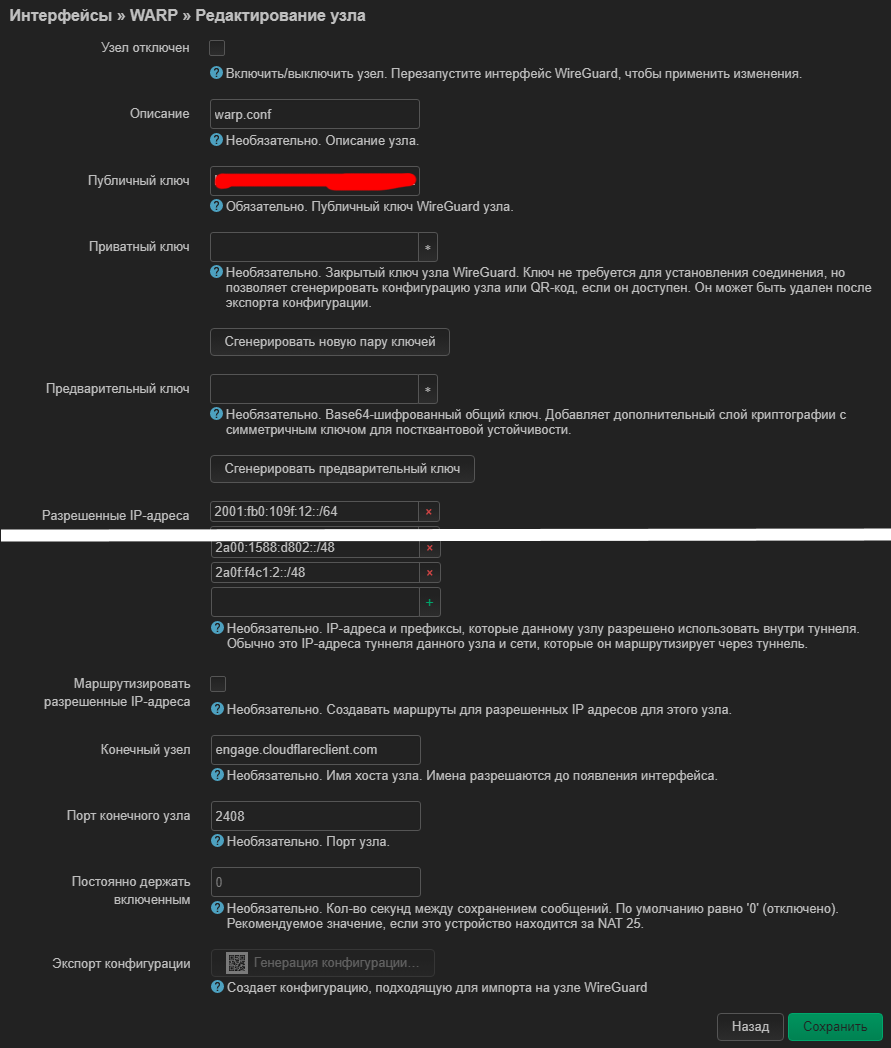 Интерфейсы » WARP » Редактирование узла
Узел отключен
Включить/выключить узел. Перезапустите интерфейс WireGuard, чтобы применить изменения.
Описание
warp.conf
Необязательно. Описание узла.
Публичный ключ
Обязательно. Публичный ключ WireGuard узла.
Приватный ключ
*
Необязательно. Закрытый ключ узла WireGuard. Ключ не требуется для установления соединения, но
позволяет сгенерировать конфигурацию узла или QR-код, если он доступен. Он может быть удален после
экспорта конфигурации.
Сгенерировать новую пару ключей
Предварительный ключ
*
Необязательно. Base64-шифрованный общий ключ. Добавляет дополнительный слой криптографии с
симметричным ключом для постквантовой устойчивости.
Сгенерировать предварительный ключ
Разрешенные IP-адреса
2001:fb0:109f:12::/64 ×
2a00:1588:d802::/48 ×
2a0f:f4c1:2::/48 ×
+
Необязательно. IP-адреса и префиксы, которые данному узлу разрешено использовать внутри туннеля.
Обычно это IP-адреса туннеля данного узла и сети, которые он маршрутизирует через туннель.
Маршрутизировать
разрешенные IP-адреса
Необязательно. Создавать маршруты для разрешенных IP адресов для этого узла.
Конечный узел
engage.cloudflareclient.com
Необязательно. Имя хоста узла. Имена разрешаются до появления интерфейса.
Порт конечного узла
2408
Необязательно. Порт узла.
Постоянно держать
включенным
0
Необязательно. Кол-во секунд между сохранением сообщений. По умолчанию равно '0' (отключено).
Рекомендуемое значение, если это устройство находится за NAT 25.
Экспорт конфигурации
Генерация конфигурации...
Создает конфигурацию, подходящую для импорта на узле WireGuard
Назад
Сохранить